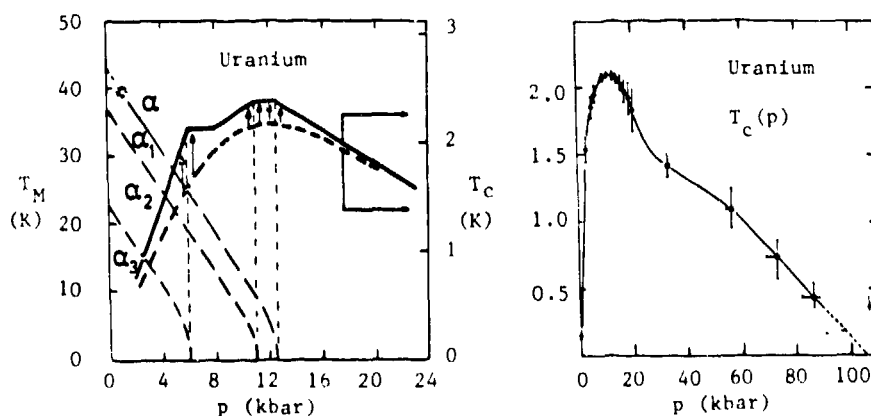 50
40
30
20
10
0
T_M
(K)
Uranium
α
α₁
α₂
α₃
3
2
1
0
T_C
(K)
0 4 8 12 16 20 24
p (kbar)
Uranium
T_c(p)
2.0
1.5
1.0
0.5
0 20 40 60 80 100
p (kbar)